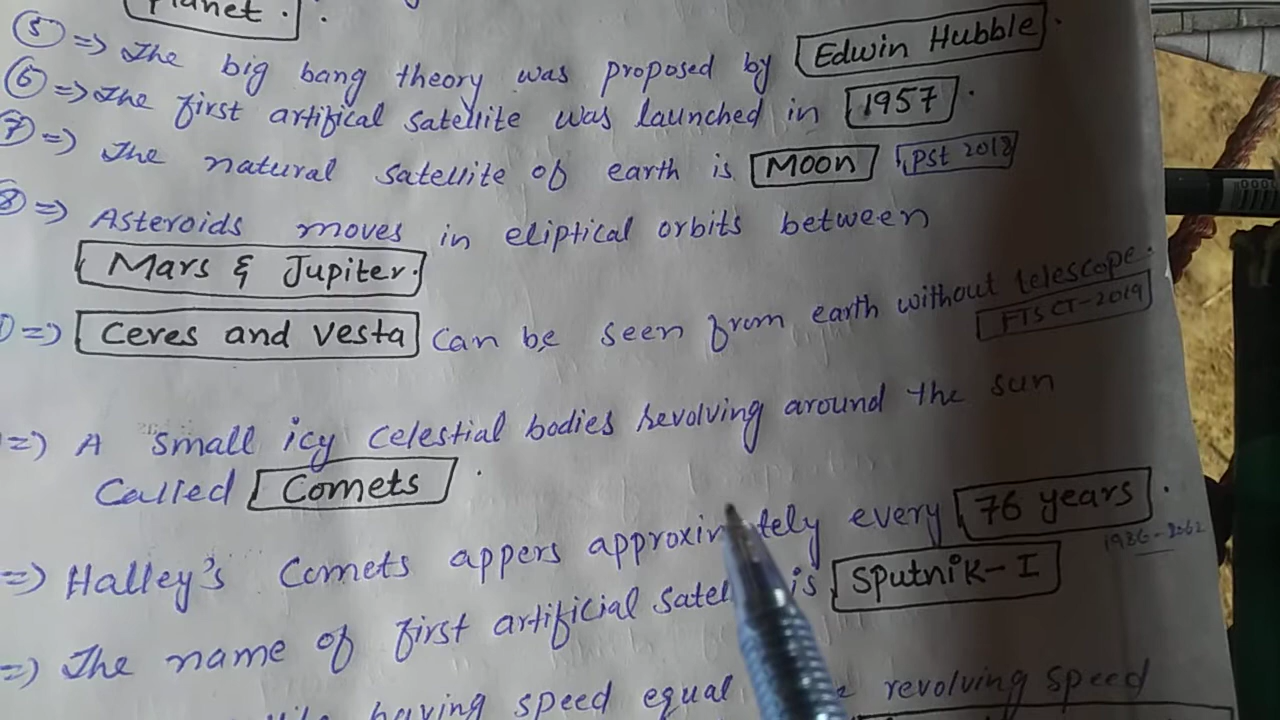 Planet.
⑤ => The big bang theory was proposed by Edwin Hubble.
⑥ => The first artifical satellite was launched in 1957.
⑦ => The natural satellite of earth is Moon PST 2018
⑧ => Asteroids moves in eliptical orbits between
Mars & Jupiter.
=> Ceres and Vesta can be seen from earth without telescope.
FTSCT-2019
=> A small icy celestial bodies revolving around the sun
Called Comets.
=> Halley's Comets appers approximately every 76 years.
1986-2062
=> The name of first artificial is Sputnik-I
having speed equal revolving speed